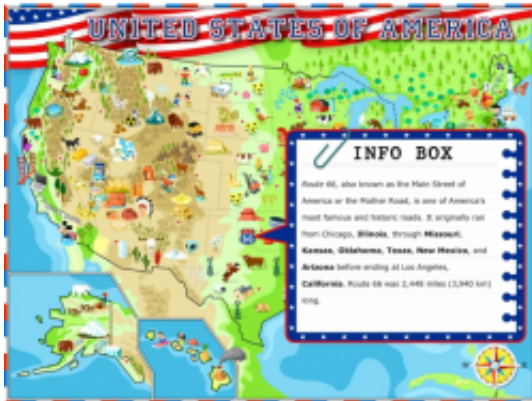 UNITED STATES OF AMERICA
INFO BOX
Route 66, also known as the Main Street of
America or the Mother Road, is one of America's
most famous and historic roads. It originally ran
from Chicago, Illinois, through Missouri,
Kansas, Oklahoma, Texas, New Mexico, and
Arizona before ending at Los Angeles,
California. Route 66 was 2,448 miles (3,940 km)
long.